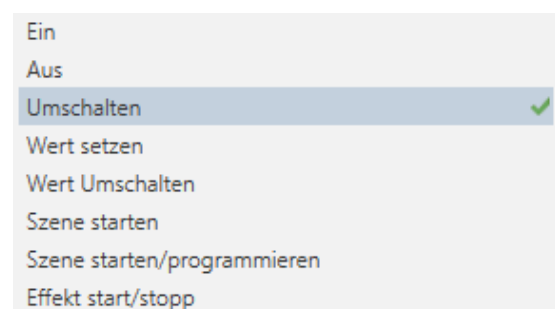 Ein
Aus
Umschalten
Wert setzen
Wert Umschalten
Szene starten
Szene starten/programmieren
Effekt start/stopp